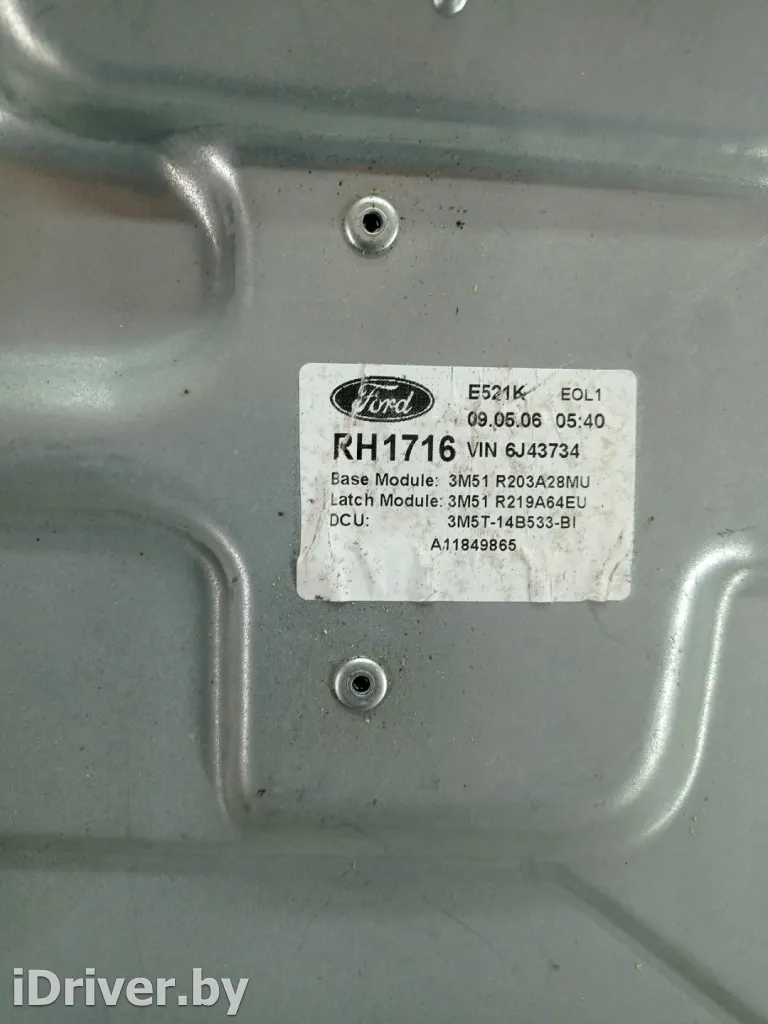 Ford E521K EOL1
09.05.06 05:40
RH1716 VIN 6J43734
Base Module: 3M51 R203A28MU
Latch Module: 3M51 R219A64EU
DCU: 3M5T-14B533-BI
A11849865
iDriver.by